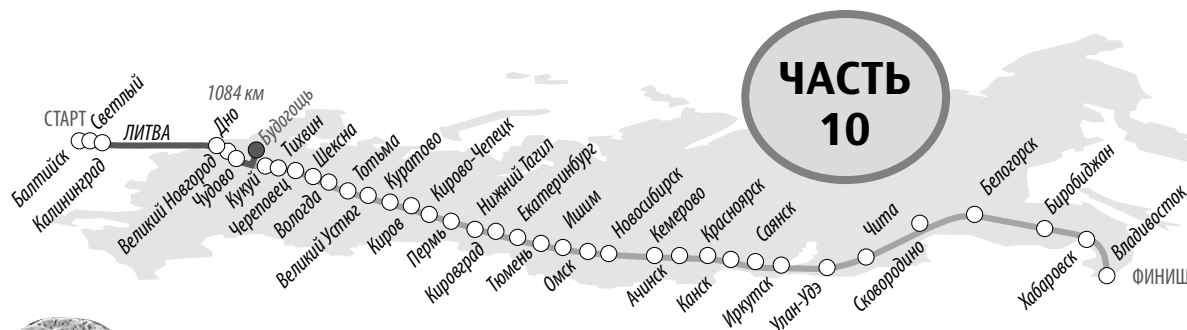 ЧАСТЬ
10
СТАРТ
Балтийск
Светлый
Калининград
ЛИТВА
1084 км
Дно
Великий Новгород
Чудово
Будогощь
Кукуй
Тихвин
Череповец
Шексна
Вологда
Тотьма
Великий Устюг
Куратово
Киров
Кирово-Чепецк
Пермь
Нижний Тагил
Кировград
Екатеринбург
Тюмень
Ишим
Омск
Новосибирск
Кемерово
Ачинск
Красноярск
Канск
Саянск
Иркутск
Улан-Удэ
Чита
Сковородино
Белогорск
Биробиджан
Хабаровск
Владивосток
ФИНИШ